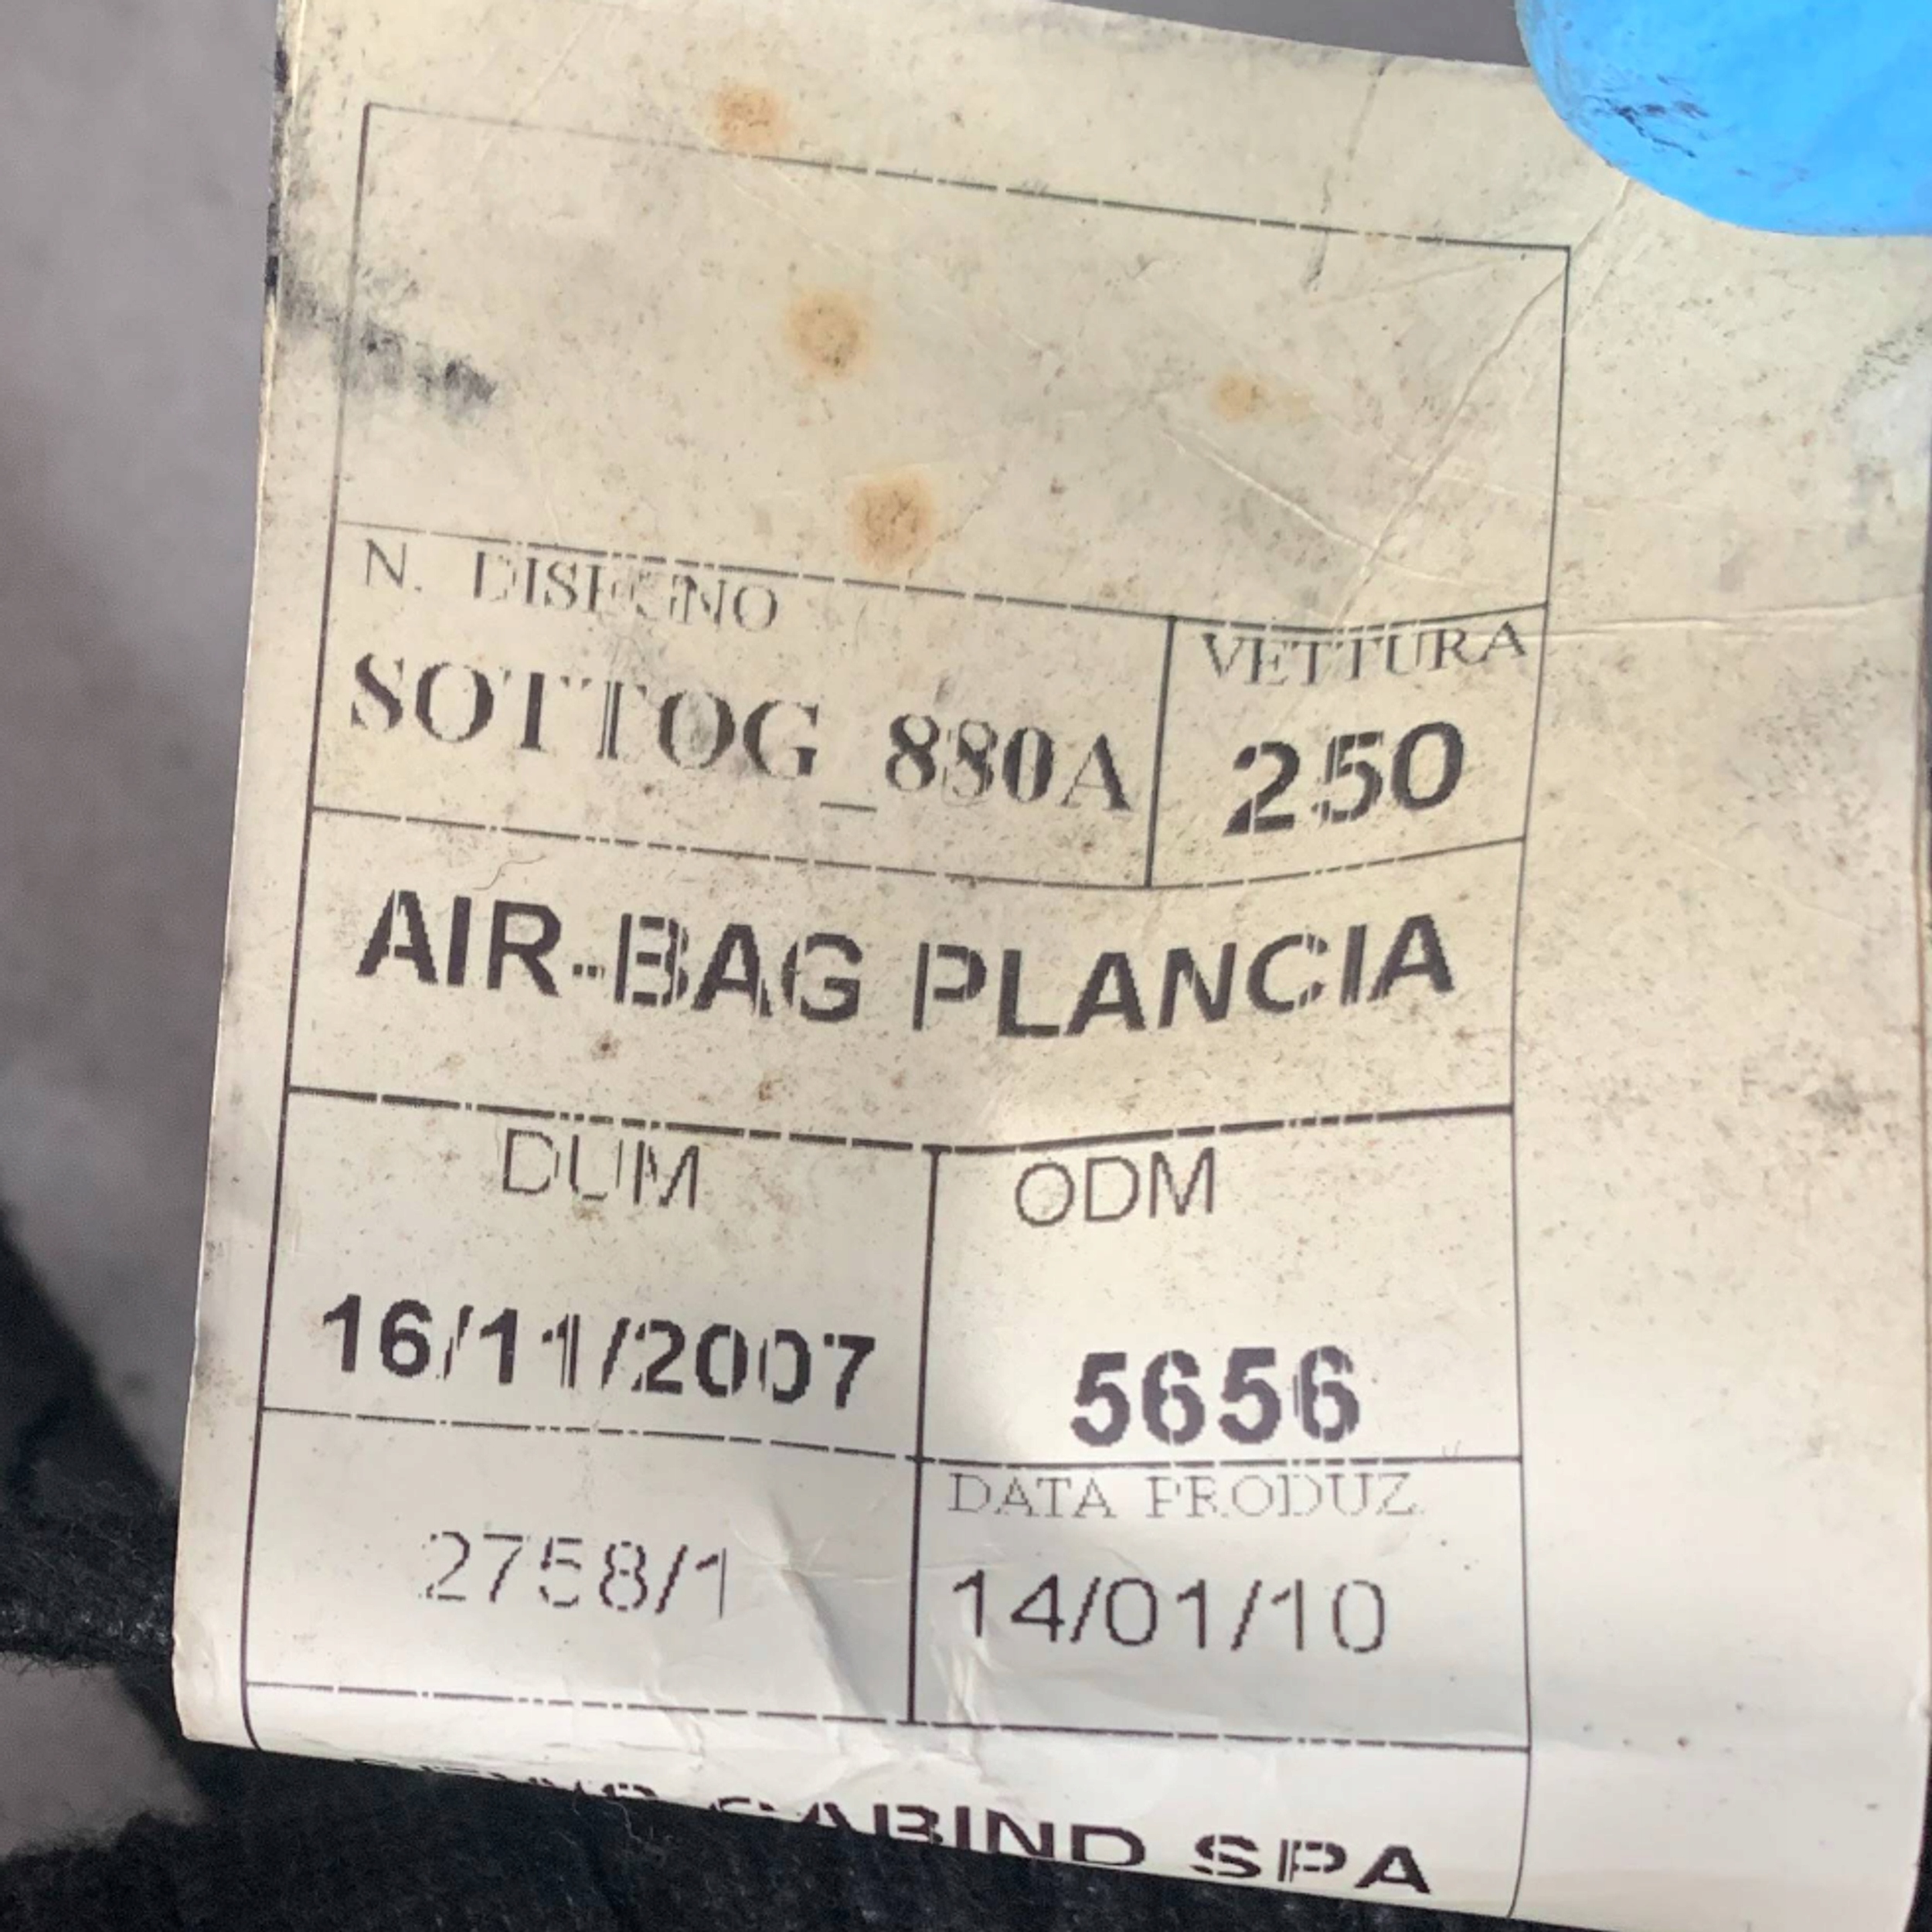 N. DISEGNO
SOTTOG_880A
VETTURA
250
AIR-BAG PLANCIA
DUM
16/11/2007
ODM
5656
2758/1
DATA PRODUZ.
14/01/10
SPA